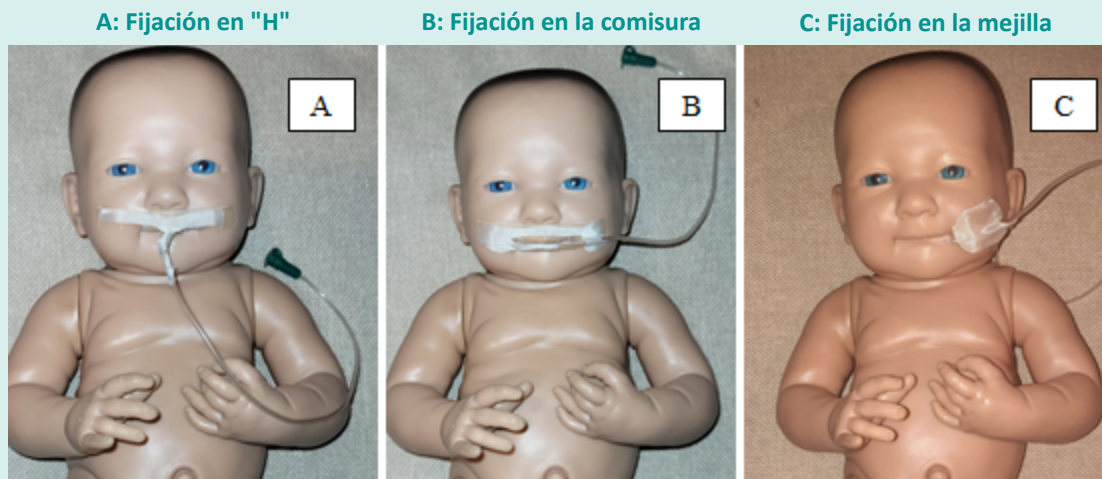 A: Fijación en "H"
B: Fijación en la comisura
C: Fijación en la mejilla
A
B
C